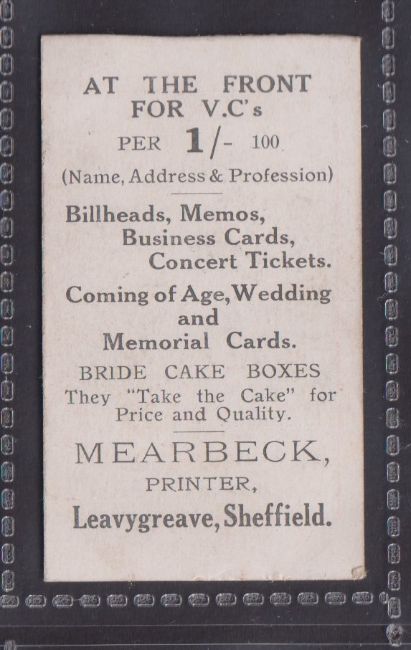 AT THE FRONT
FOR V.C's
PER 1/- 100
(Name, Address & Profession)
Billheads, Memos,
Business Cards,
Concert Tickets.
Coming of Age, Wedding
and
Memorial Cards.
BRIDE CAKE BOXES
They "Take the Cake" for
Price and Quality.
MEARBECK,
PRINTER,
Leavygreave, Sheffield.